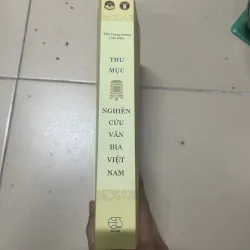 THƯ
MỤC
NGHIÊN
CỨU VĂN
BIA VIỆT
NAM